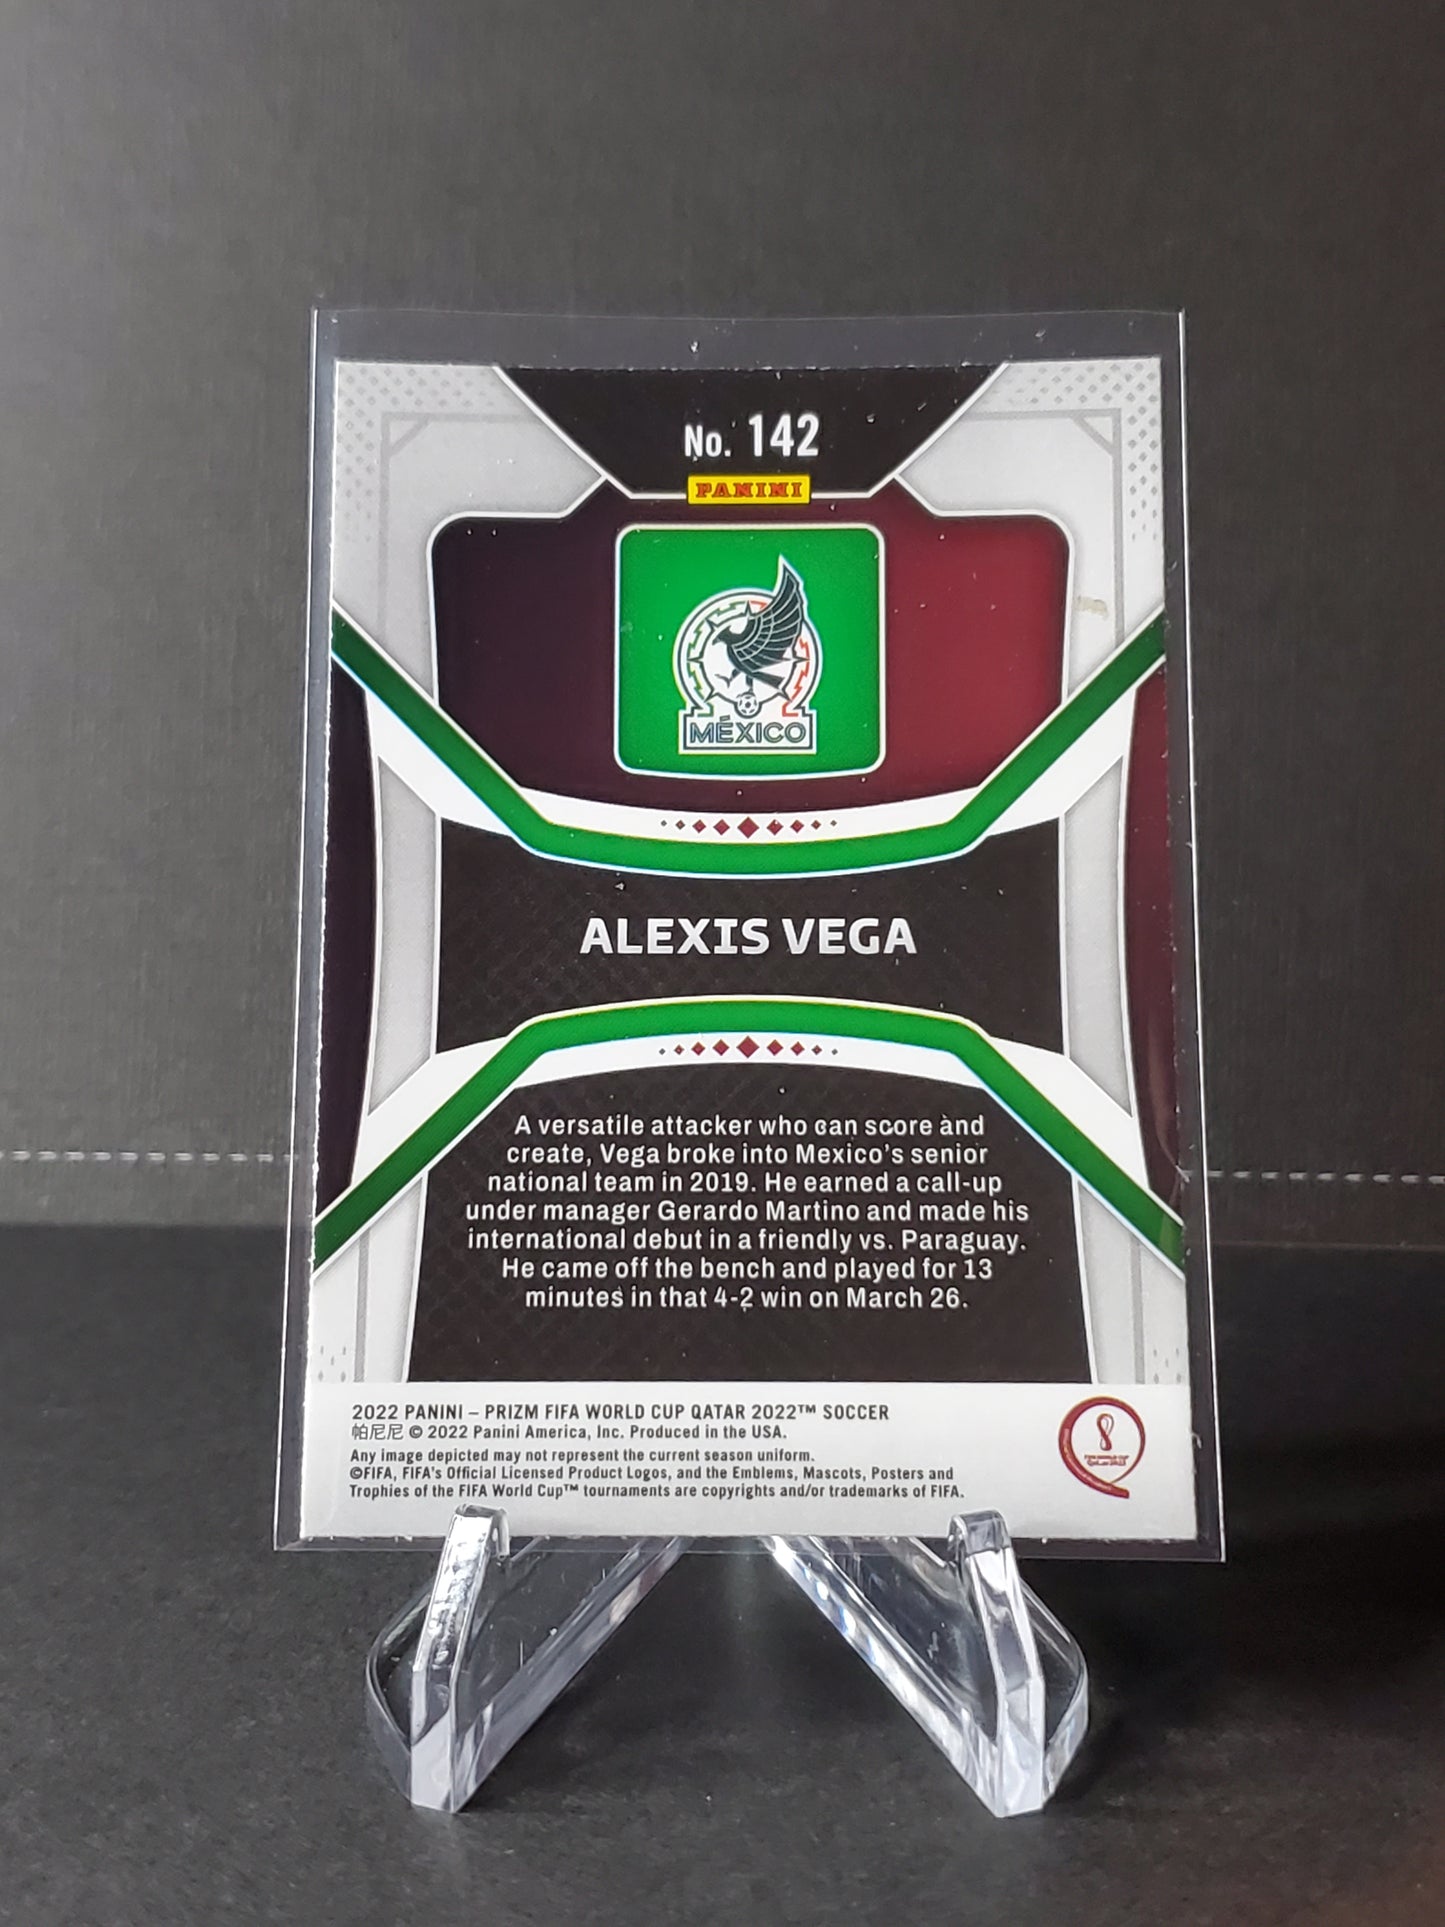 No. 142
PANINI
MÉXICO
ALEXIS VEGA
A versatile attacker who can score and
create, Vega broke into Mexico's senior
national team in 2019. He earned a call-up
under manager Gerardo Martino and made his
international debut in a friendly vs. Paraguay.
He came off the bench and played for 13
minutes in that 4-2 win on March 26.
2022 PANINI – PRIZM FIFA WORLD CUP QATAR 2022™ SOCCER
帕尼尼 © 2022 Panini America, Inc. Produced in the USA.
Any image depicted may not represent the current season uniform.
©FIFA, FIFA's Official Licensed Product Logos, and the Emblems, Mascots, Posters and
Trophies of the FIFA World Cup™ tournaments are copyrights and/or trademarks of FIFA.
FIFA WORLD CUP
Qatar 2022